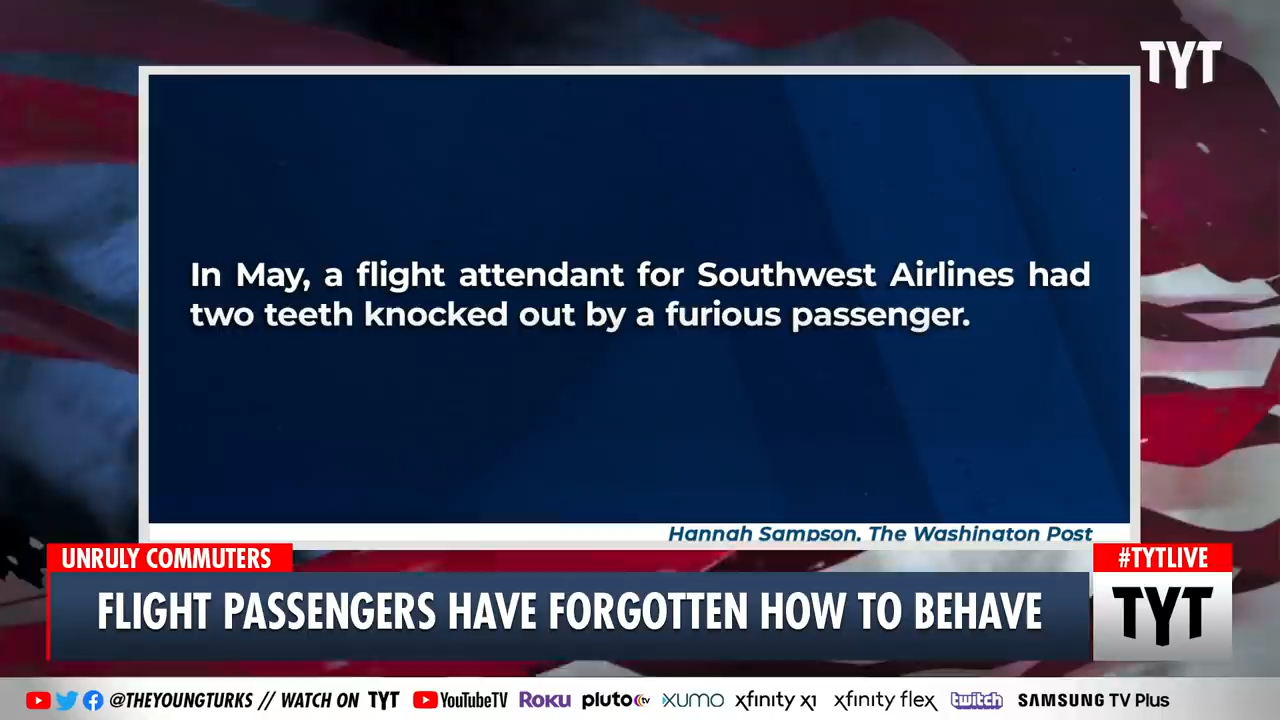 TYT
In May, a flight attendant for Southwest Airlines had
two teeth knocked out by a furious passenger.
Hannah Sampson, The Washington Post
UNRULY COMMUTERS
#TYTLIVE
FLIGHT PASSENGERS HAVE FORGOTTEN HOW TO BEHAVE
TYT
@THEYOUNGTURKS // WATCH ON TYT YouTubeTV Roku pluto tv xumo xfinity x1 xfinity flex twitch SAMSUNG TV Plus